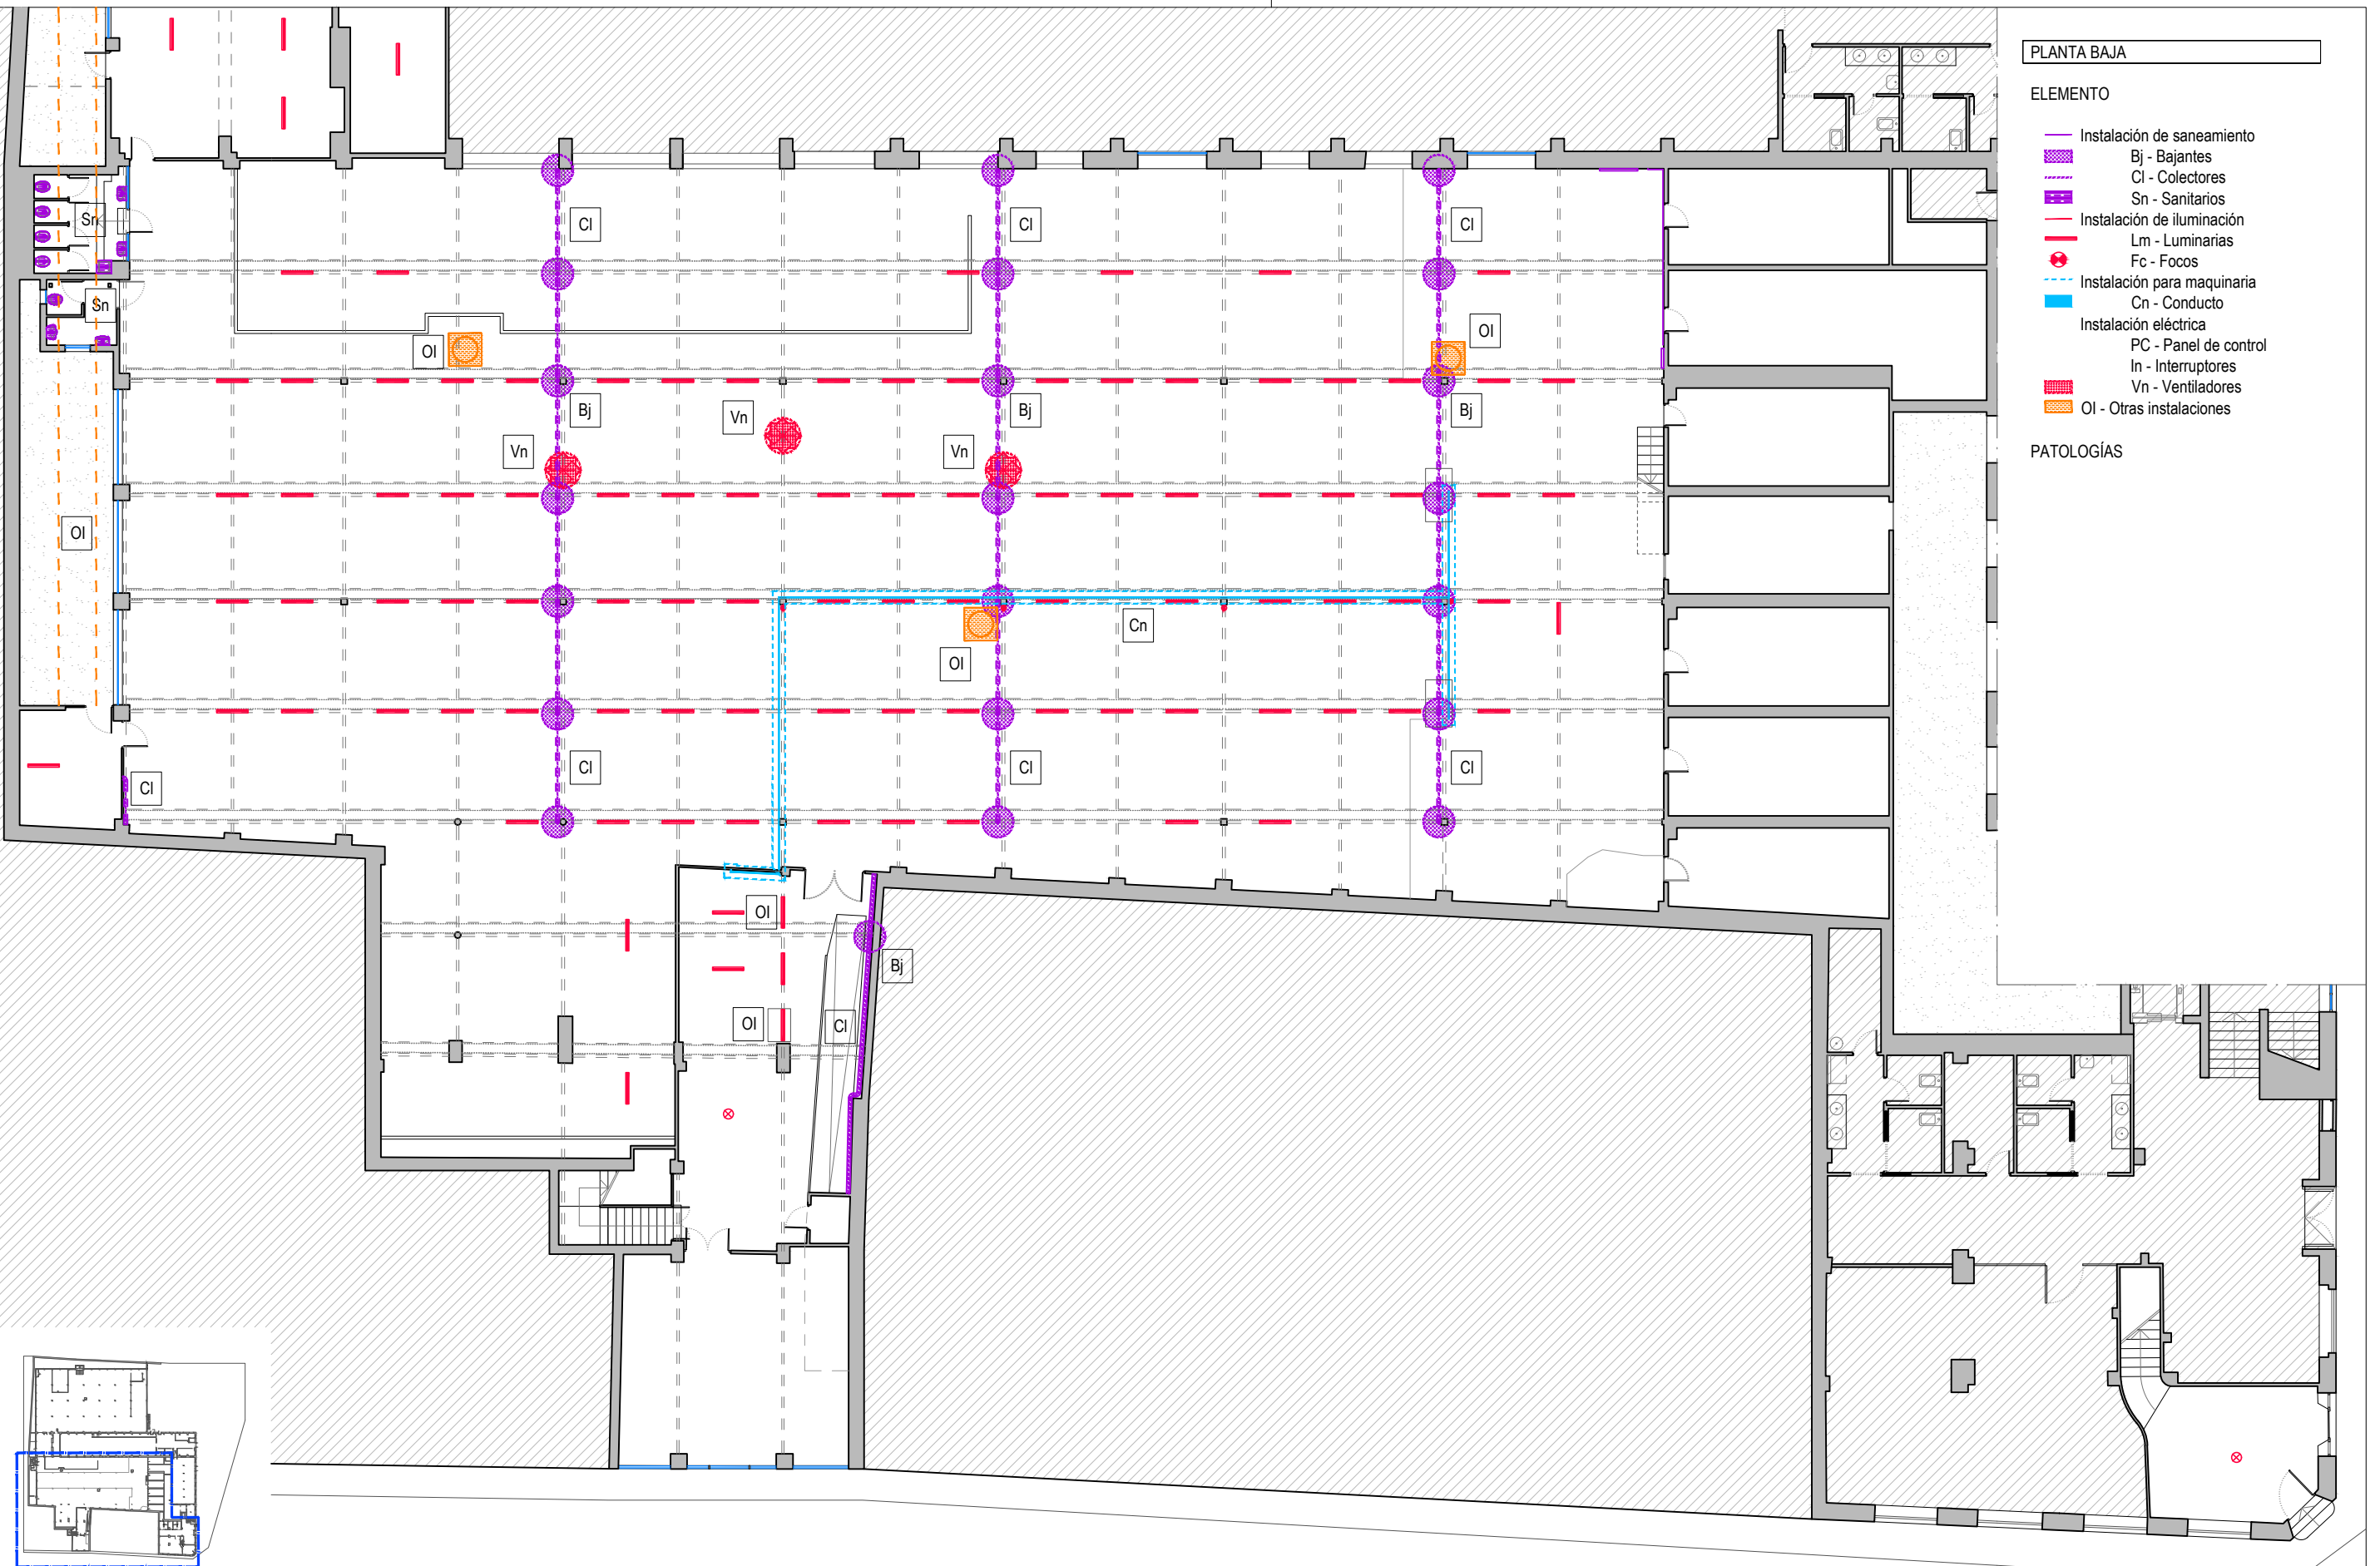 PLANTA BAJA
ELEMENTO
Instalación de saneamiento
Bj - Bajantes
Cl - Colectores
Sn - Sanitarios
Instalación de iluminación
Lm - Luminarias
Fc - Focos
Instalación para maquinaria
Cn - Conducto
Instalación eléctrica
PC - Panel de control
In - Interruptores
Vn - Ventiladores
OI - Otras instalaciones
PATOLOGÍAS
Sn
Cl
Cl
Cl
Sn
OI
OI
Bj
Vn
Bj
Bj
Vn
Vn
OI
Cn
OI
Cl
Cl
Cl
Cl
OI
Bj
OI
Cl